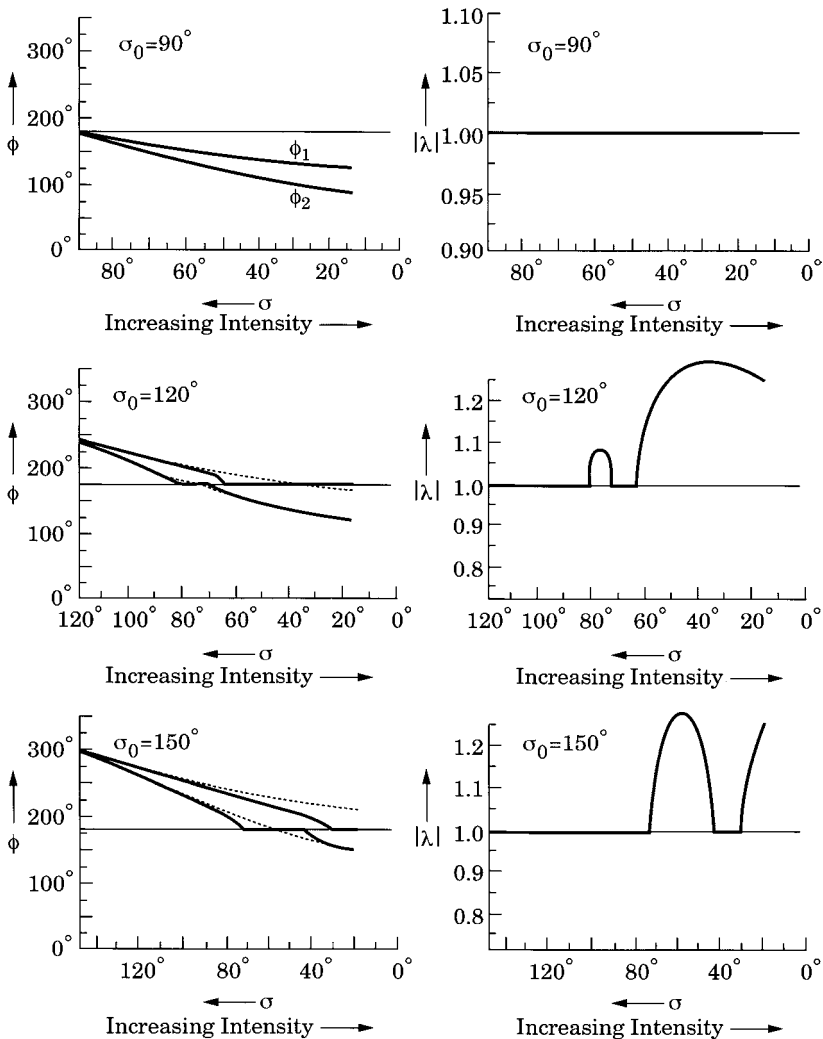 σ0=90°
300°
200°
100°
0°
ϕ
ϕ1
ϕ2
80° 60° 40° 20° 0°
σ
Increasing Intensity
σ0=90°
1.10
1.05
1.00
0.95
0.90
|λ|
80° 60° 40° 20° 0°
σ
Increasing Intensity
σ0=120°
300°
200°
100°
0°
ϕ
120° 100° 80° 60° 40° 20° 0°
σ
Increasing Intensity
σ0=120°
1.2
1.1
1.0
0.9
0.8
|λ|
120° 100° 80° 60° 40° 20° 0°
σ
Increasing Intensity
σ0=150°
300°
200°
100°
0°
ϕ
120° 80° 40° 0°
σ
Increasing Intensity
σ0=150°
1.2
1.1
1.0
0.9
0.8
|λ|
120° 80° 40° 0°
σ
Increasing Intensity